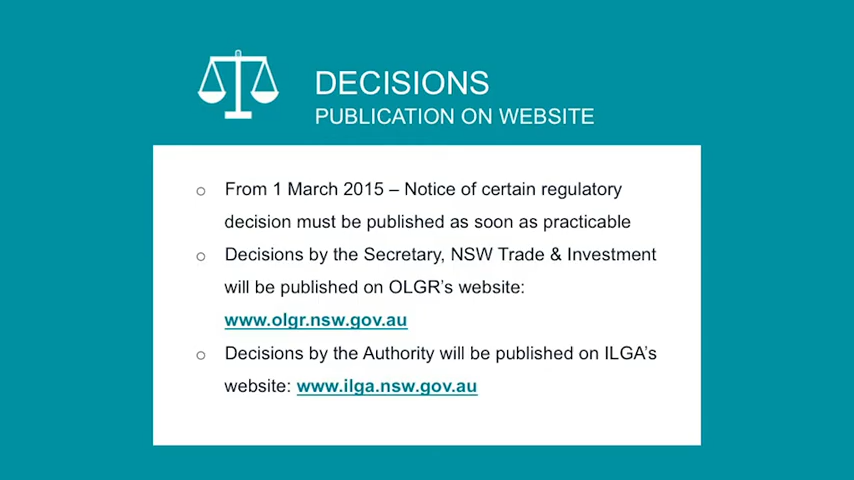 DECISIONS
PUBLICATION ON WEBSITE
○ From 1 March 2015 – Notice of certain regulatory
decision must be published as soon as practicable
○ Decisions by the Secretary, NSW Trade & Investment
will be published on OLGR's website:
www.olgr.nsw.gov.au
○ Decisions by the Authority will be published on ILGA's
website: www.ilga.nsw.gov.au